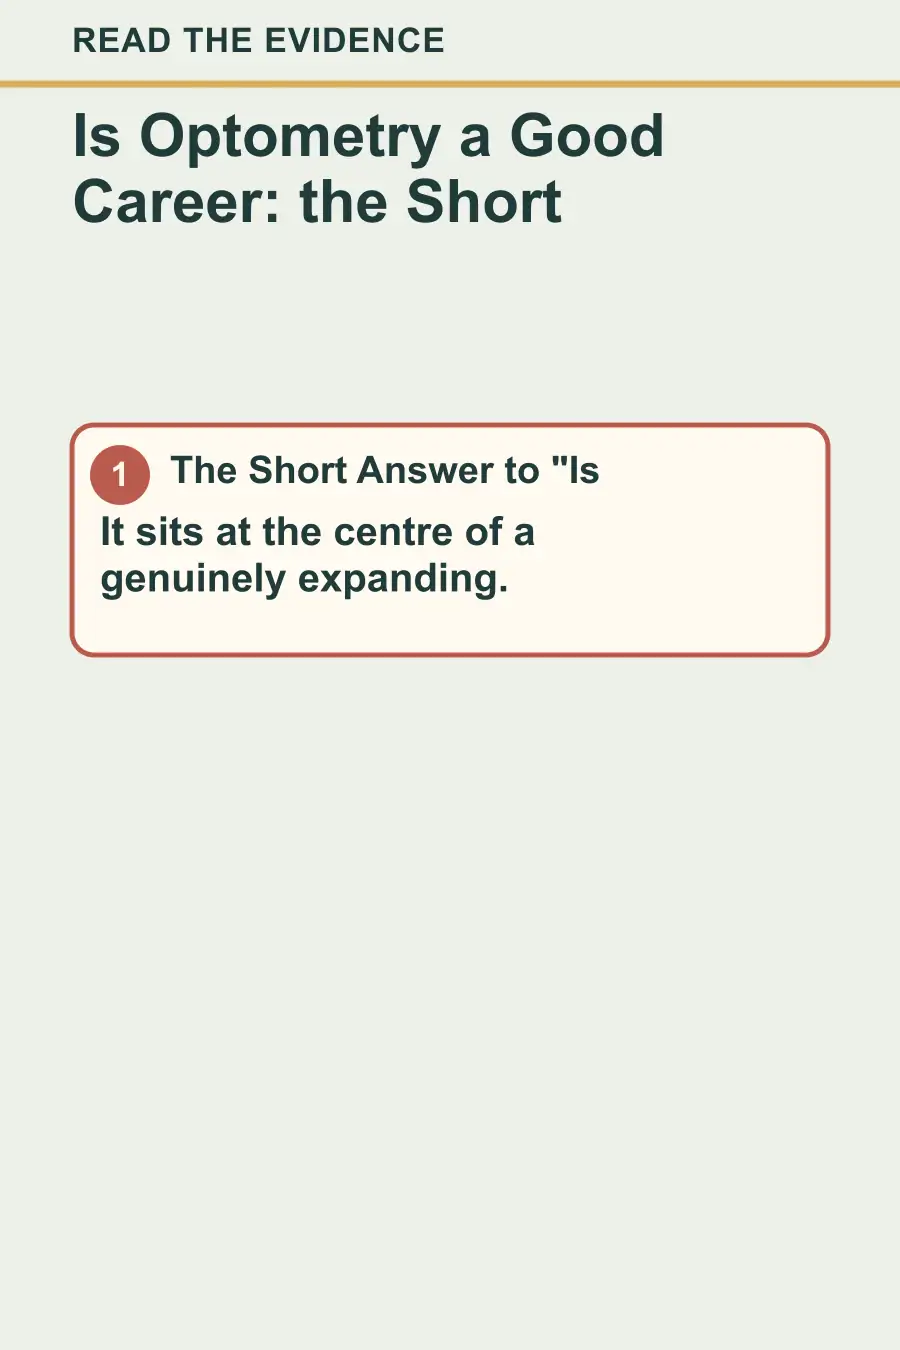 READ THE EVIDENCE
Is Optometry a Good
Career: the Short
1 The Short Answer to "Is
It sits at the centre of a
genuinely expanding.